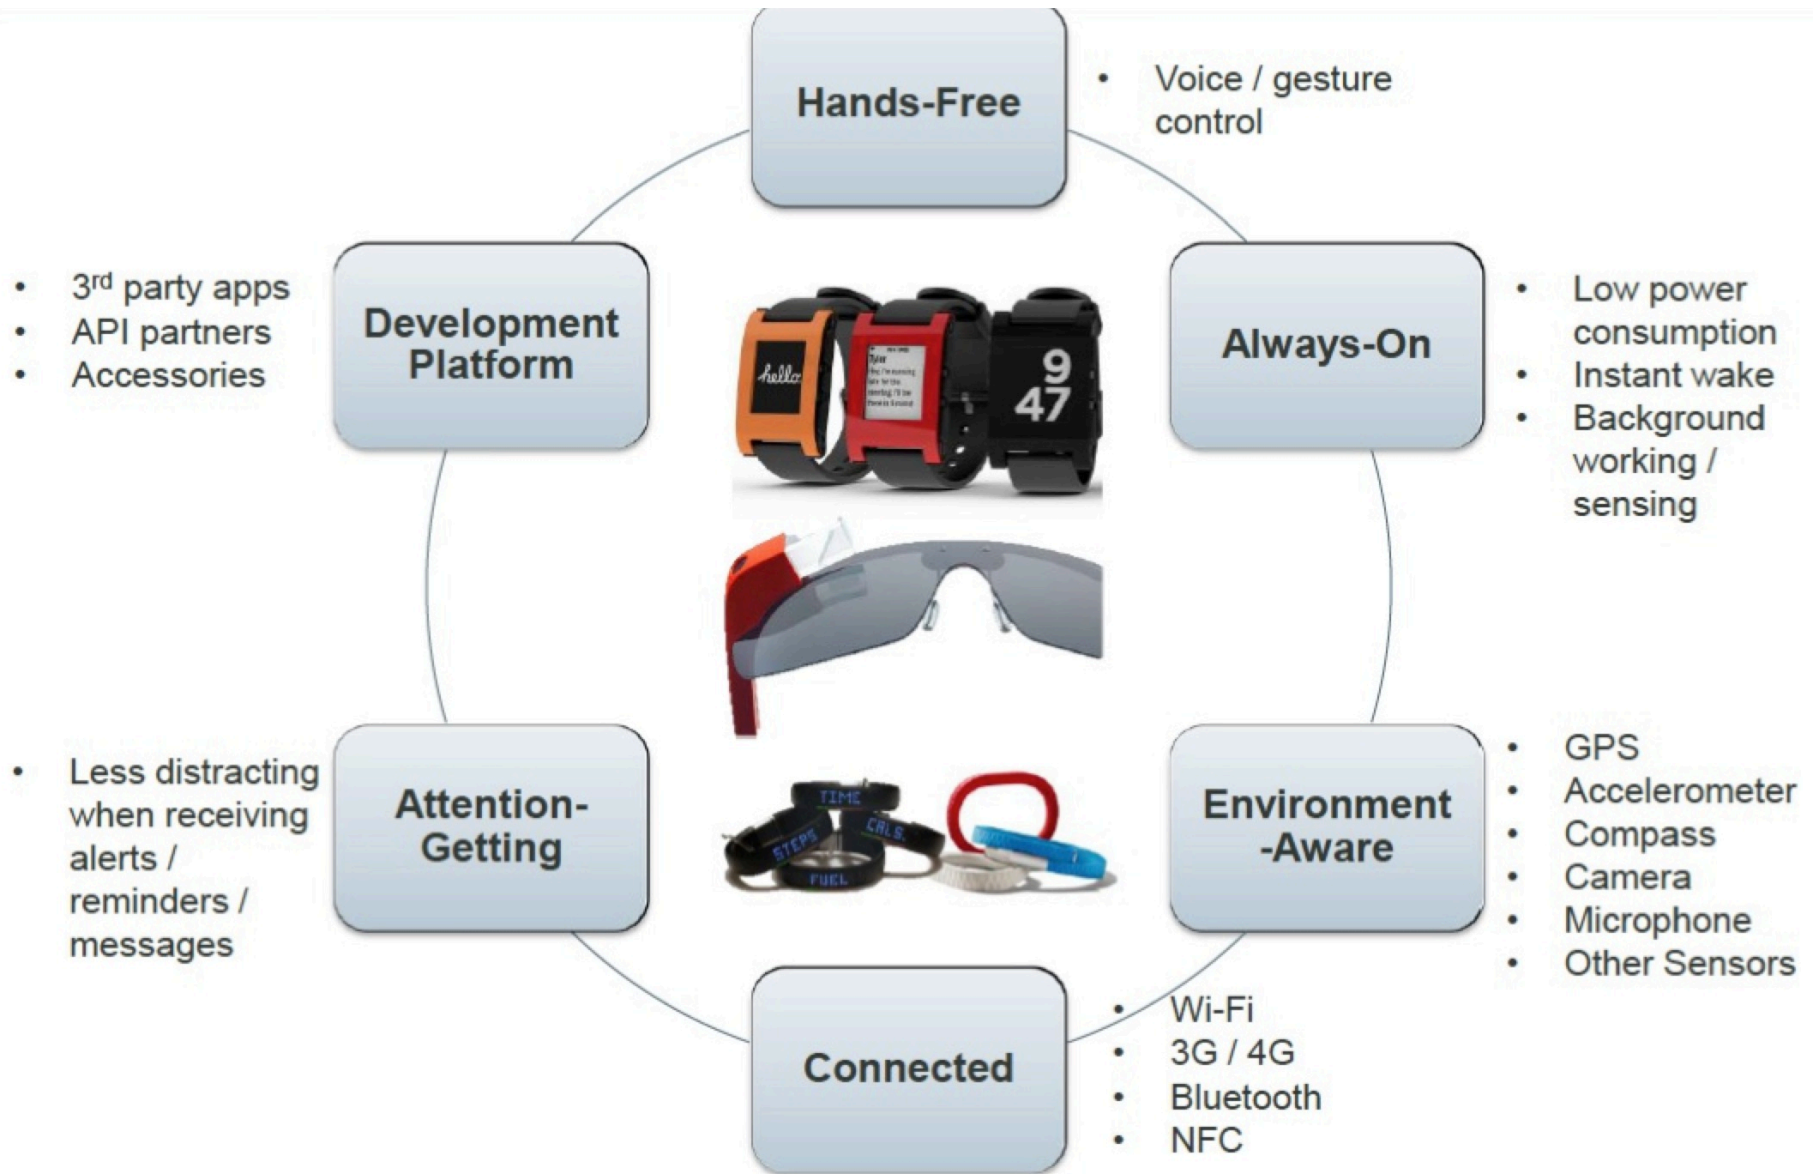 Hands-Free
• Voice / gesture
control
• 3rd party apps
• API partners
• Accessories
Development
Platform
Always-On
• Low power
consumption
• Instant wake
• Background
working /
sensing
hello
Tyler
9
47
• Less distracting
when receiving
alerts /
reminders /
messages
Attention-
Getting
TIME
STEPS
CALS.
FUEL
Environment
-Aware
• GPS
• Accelerometer
• Compass
• Camera
• Microphone
• Other Sensors
Connected
• Wi-Fi
• 3G / 4G
• Bluetooth
• NFC